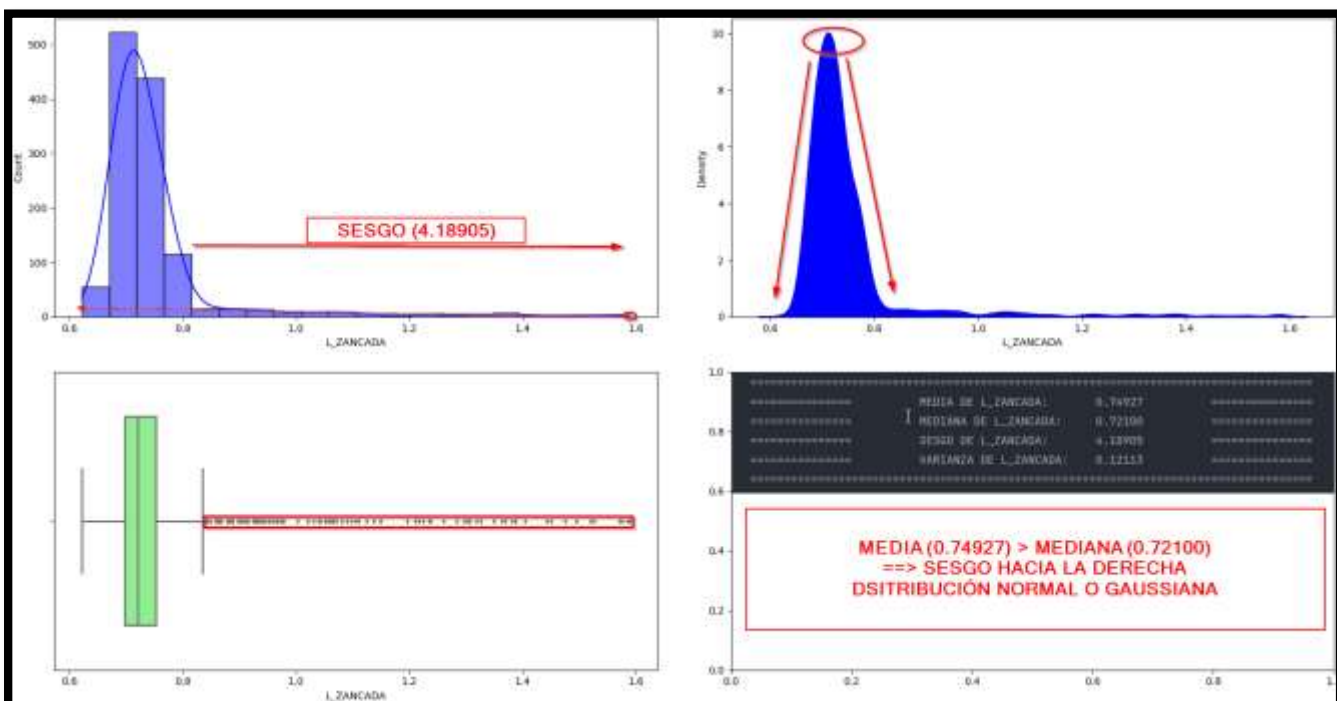 500
400
300
200
100
0
Count
SESGO (4.18905)
0.6 0.8 1.0 1.2 1.4 1.6
L_ZANCADA
10
8
6
4
2
0
Density
0.6 0.8 1.0 1.2 1.4 1.6
L_ZANCADA
0.6 0.8 1.0 1.2 1.4 1.6
L_ZANCADA
1.0
0.8
0.6
0.4
0.2
0.0
MEDIA DE L_ZANCADA: 0.74927
MEDIANA DE L_ZANCADA: 0.72100
DE L_ZANCADA: 4.18905
VARIANZA DE L_ZANCADA: 0.12113
MEDIA (0.74927) > MEDIANA (0.72100)
==> SESGO HACIA LA DERECHA
DSITRIBUCIÓN NORMAL O GAUSSIANA
0.0 0.2 0.4 0.6 0.8 1.0